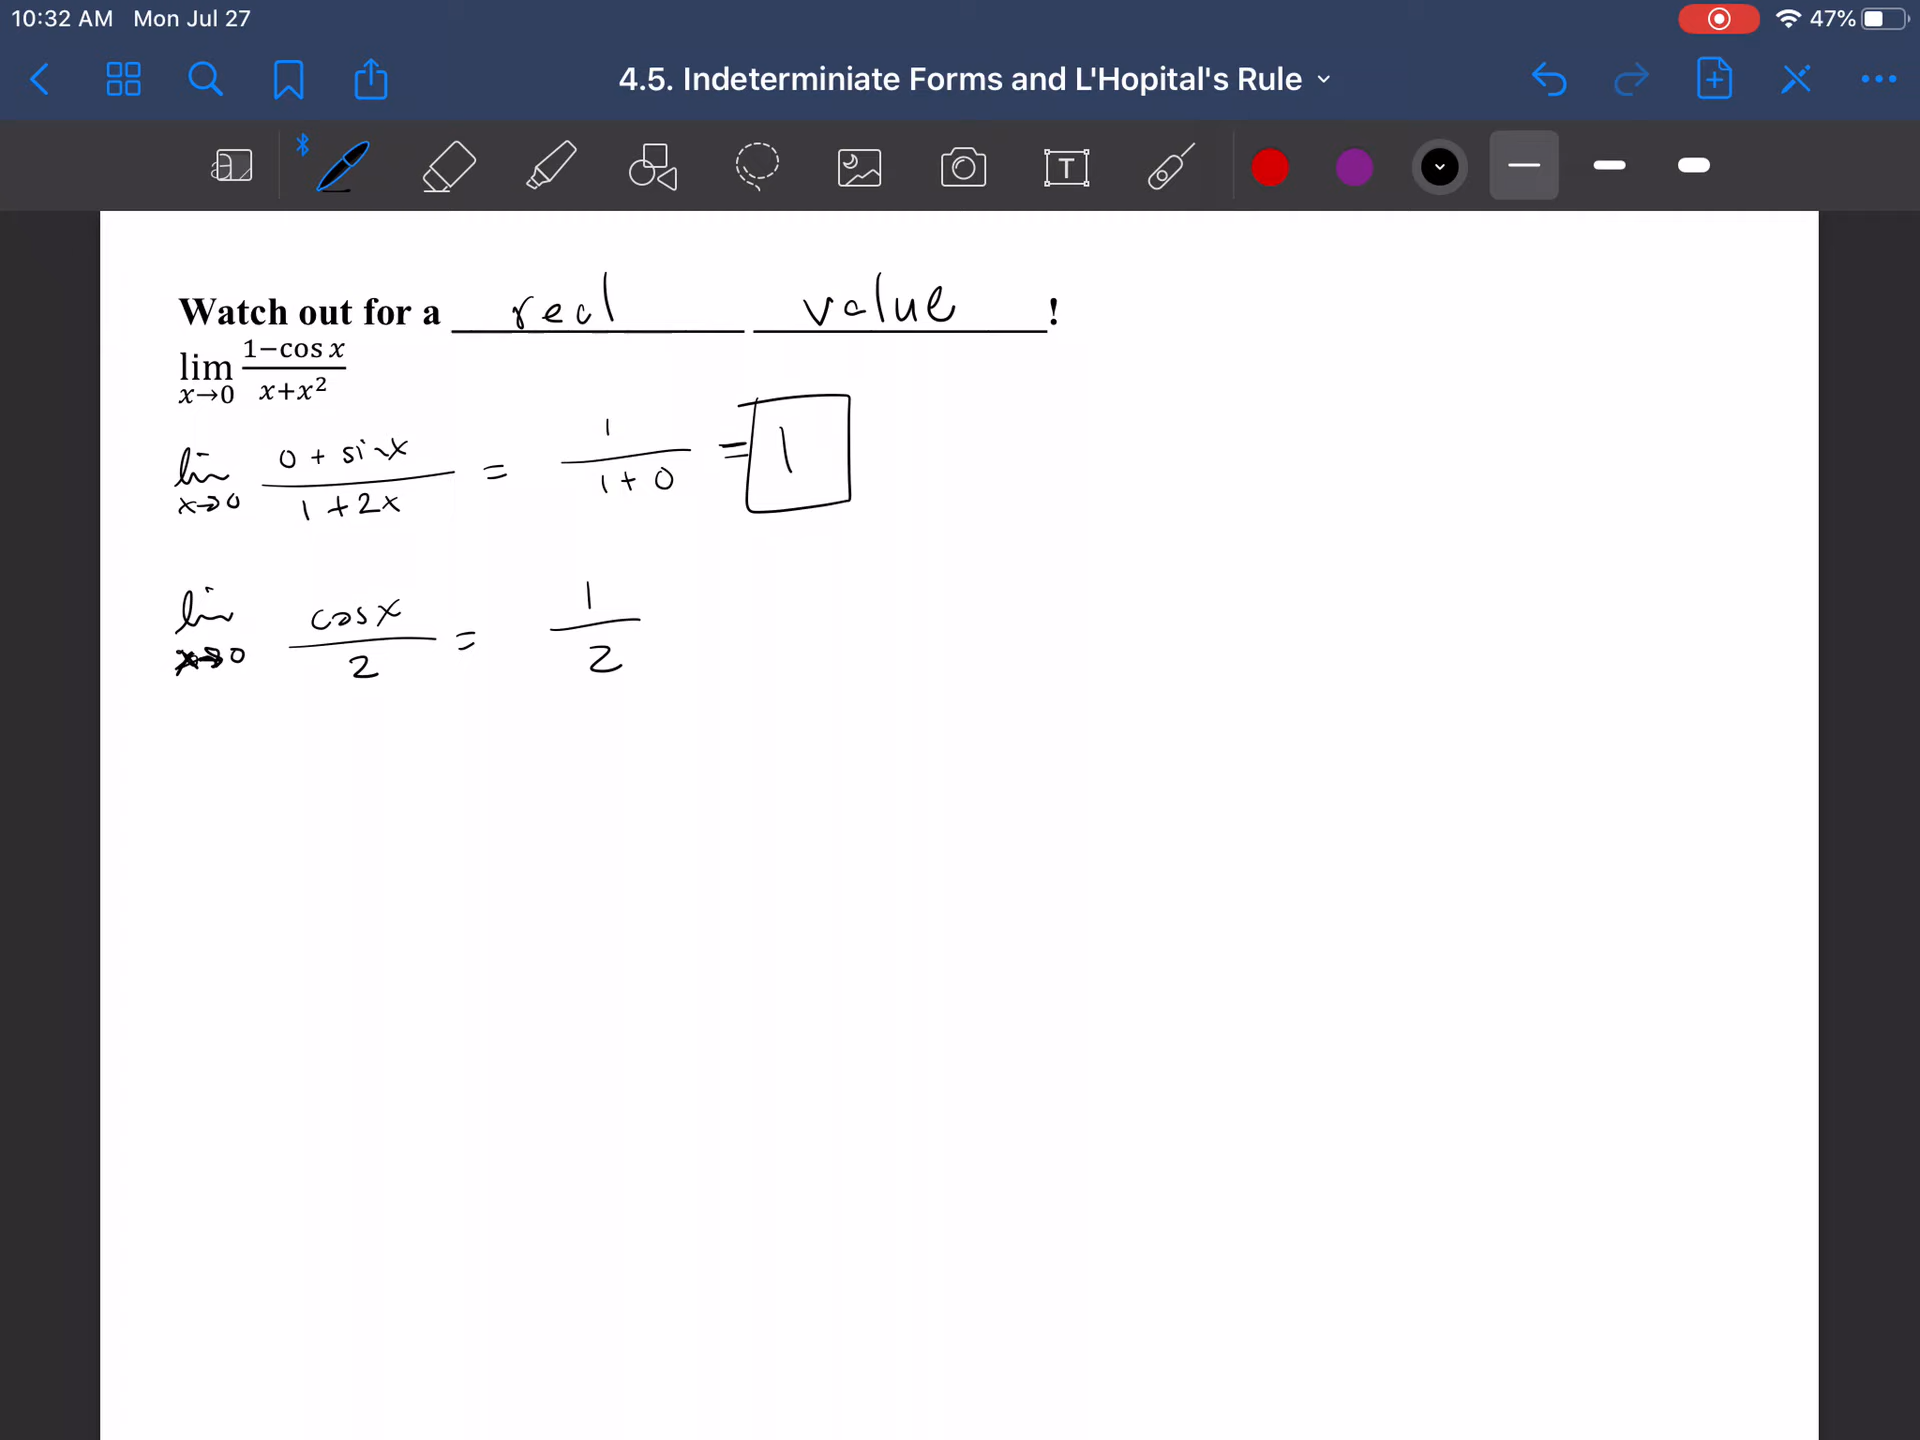 10:32 AM Mon Jul 27
47%
4.5. Indeterminiate Forms and L'Hopital's Rule
T
Watch out for a real value!
lim x→0 (1−cos x)/(x+x²)
lim x→0 (0 + sin x)/(1 + 2x) = 1/(1 + 0) = 1
lim x→0 cos x/2 = 1/2